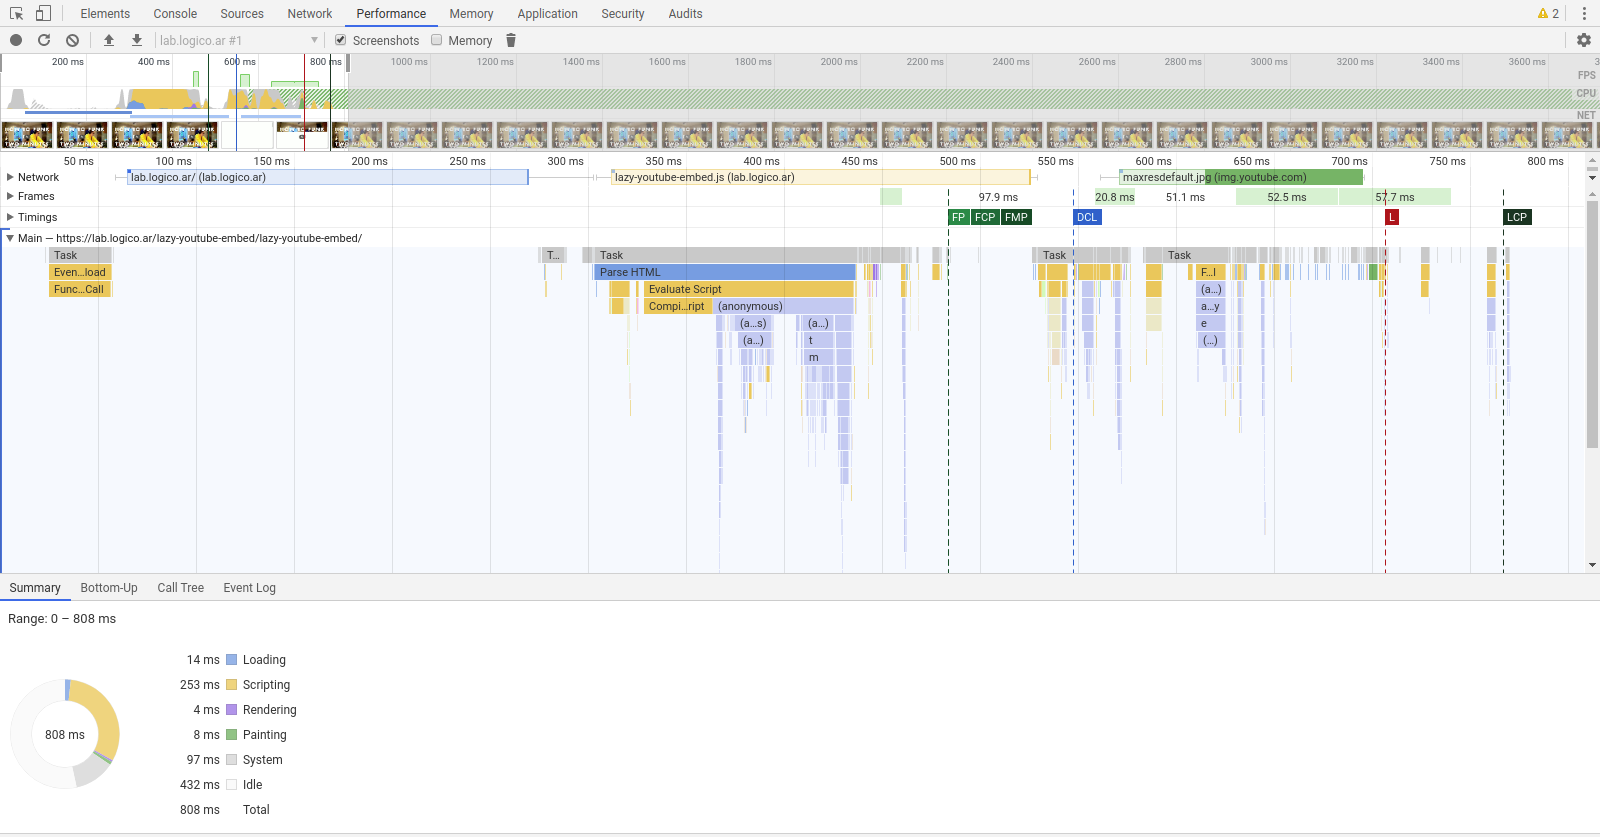 Elements Console Sources Network Performance Memory Application Security Audits 2
lab.logico.ar #1 Screenshots Memory
200 ms 400 ms 600 ms 800 ms 1000 ms 1200 ms 1400 ms 1600 ms 1800 ms 2000 ms 2200 ms 2400 ms 2600 ms 2800 ms 3000 ms 3200 ms 3400 ms 3600 ms 3
FPS
CPU
NET
50 ms 100 ms 150 ms 200 ms 250 ms 300 ms 350 ms 400 ms 450 ms 500 ms 550 ms 600 ms 650 ms 700 ms 750 ms 800 ms
Network lab.logico.ar/ (lab.logico.ar) lazy-youtube-embed.js (lab.logico.ar) maxresdefault.jpg (img.youtube.com)
Frames 97.9 ms 20.8 ms 51.1 ms 52.5 ms 57.7 ms
Timings FP FCP FMP DCL L LCP
Main — https://lab.logico.ar/lazy-youtube-embed/lazy-youtube-embed/
Task T... Task Task Task
Even...load Parse HTML F...l
Func...Call Evaluate Script (a...)
Compi...ript (anonymous) a...y
(a...s) (a...) e
(a...) t (...)
m
Summary Bottom-Up Call Tree Event Log
Range: 0 – 808 ms
14 ms Loading
253 ms Scripting
4 ms Rendering
808 ms 8 ms Painting
97 ms System
432 ms Idle
808 ms Total